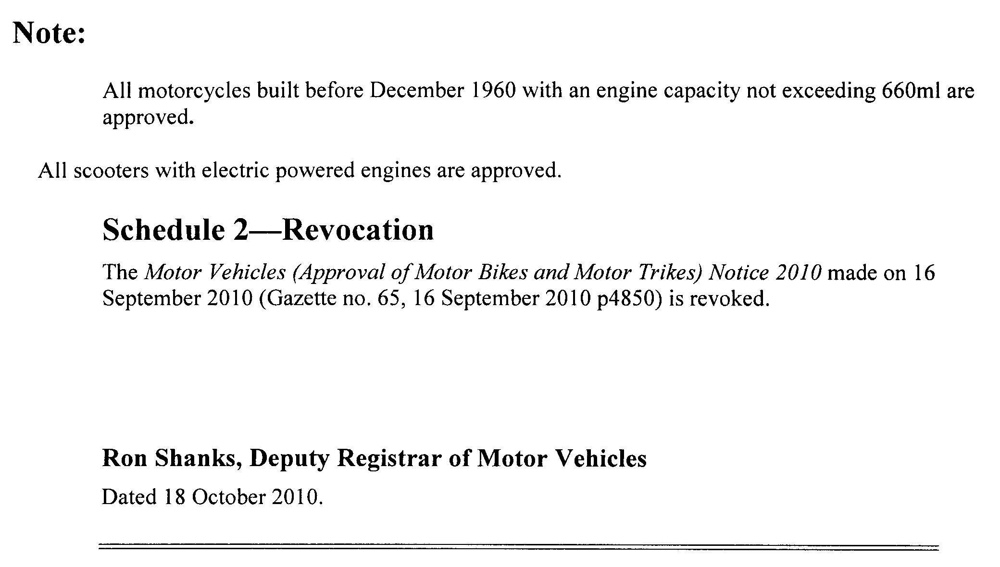 Note:
All motorcycles built before December 1960 with an engine capacity not exceeding 660ml are
approved.
All scooters with electric powered engines are approved.
Schedule 2—Revocation
The Motor Vehicles (Approval of Motor Bikes and Motor Trikes) Notice 2010 made on 16
September 2010 (Gazette no. 65, 16 September 2010 p4850) is revoked.
Ron Shanks, Deputy Registrar of Motor Vehicles
Dated 18 October 2010.